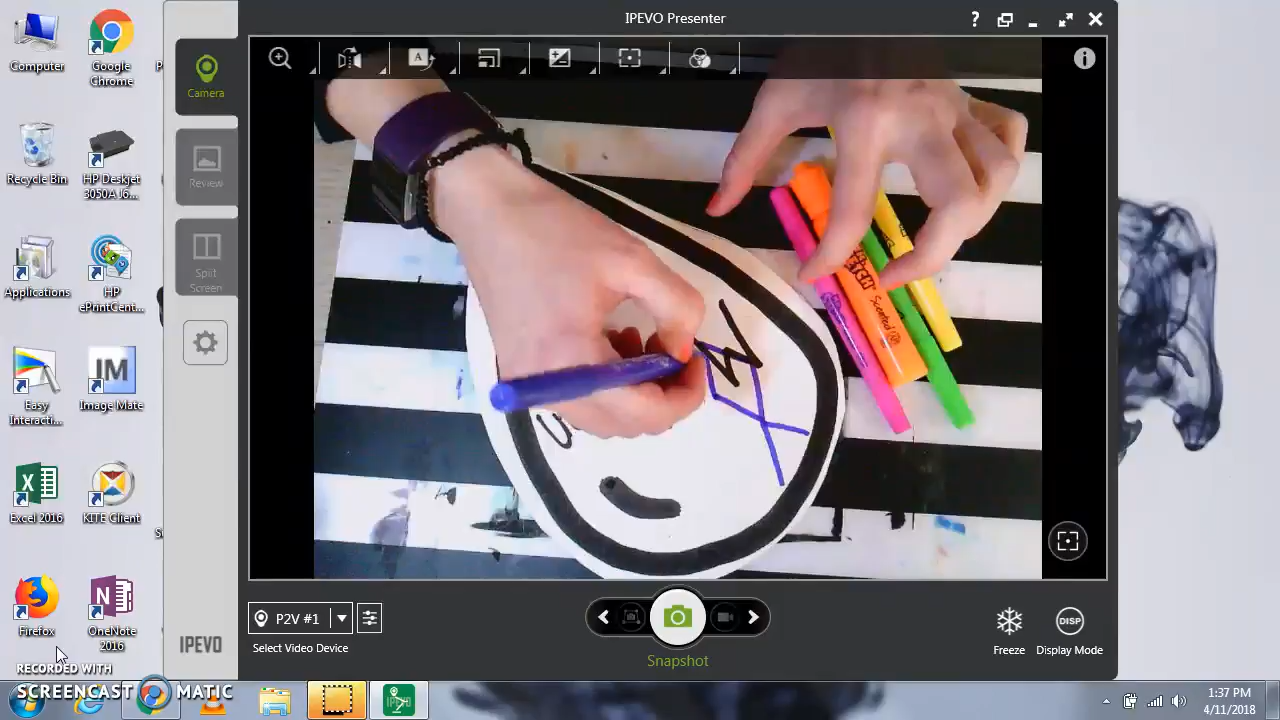 IPEVO Presenter
?
Computer
Google
Chrome
Camera
A
i
Recycle Bin
HP Deskjet
3050A J6...
Review
Applications
HP
ePrintCent...
Split
Screen
Scented
Easy
Interacti...
Image Mate
Excel 2016
KITE Client
Firefox
OneNote
2016
IPEVO
P2V #1
Select Video Device
Snapshot
Freeze
DISP
Display Mode
RECORDED WITH
SCREENCAST MATIC
IPEVO
1:37 PM
4/11/2018